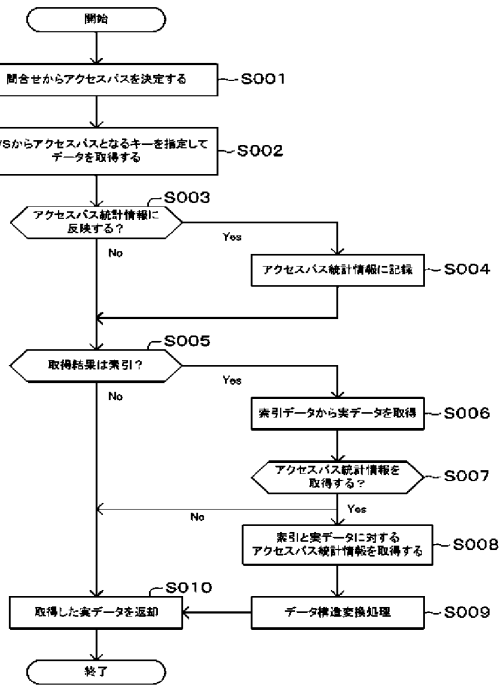 開始
問合せからアクセスパスを決定する
S001
VSからアクセスパスとなるキーを指定して
データを取得する
S002
S003
アクセスパス統計情報に
反映する？
Yes
No
アクセスパス統計情報に記録
S004
S005
取得結果は索引？
Yes
No
索引データから実データを取得
S006
アクセスパス統計情報を
取得する？
S007
Yes
No
索引と実データに対する
アクセスパス統計情報を取得する
S008
S010
取得した実データを返却
データ構造変換処理
S009
終了